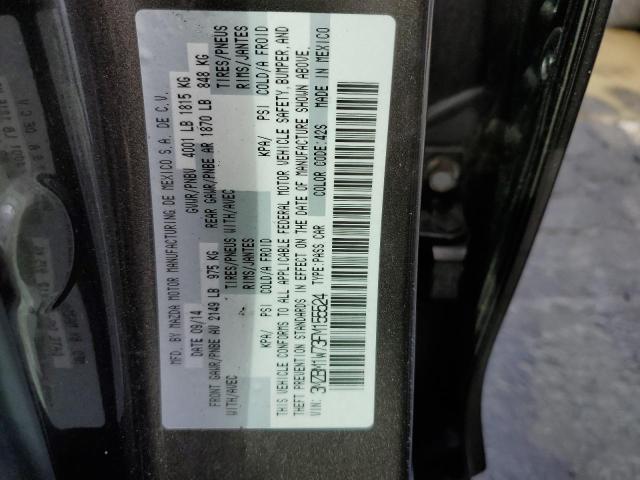 MFD. BY MAZDA MOTOR MANUFACTURING DE MEXICO S.A. DE C.V.
DATE 09/14 GVWR/PNBV 4001 LB 1815 KG
FRONT GAWR/PNBE AV 2149 LB 975 KG REAR GAWR/PNBE AR 1870 LB 848 KG
WITH/AVEC TIRES/PNEUS WITH/AVEC TIRES/PNEUS
RIMS/JANTES RIMS/JANTES
KPA/ PSI COLD/A FROID KPA/ PSI COLD/A FROID
THIS VEHICLE CONFORMS TO ALL APPLICABLE FEDERAL MOTOR VEHICLE SAFETY, BUMPER, AND
THEFT PREVENTION STANDARDS IN EFFECT ON THE DATE OF MANUFACTURE SHOWN ABOVE.
VIN: 3MZBM1W73FM155524 TYPE:PASS CAR COLOR CODE:42S MADE IN MEXICO